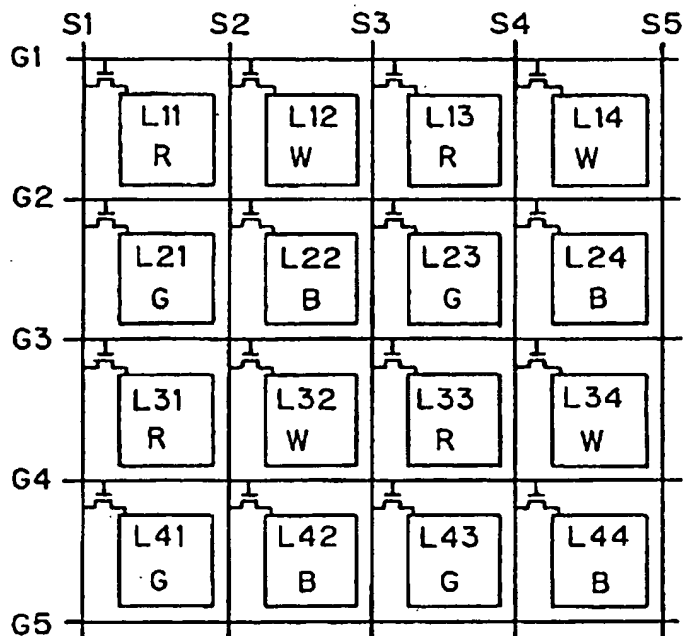 S1 S2 S3 S4 S5
G1
L11 L12 L13 L14
R W R W
G2
L21 L22 L23 L24
G B G B
G3
L31 L32 L33 L34
R W R W
G4
L41 L42 L43 L44
G B G B
G5